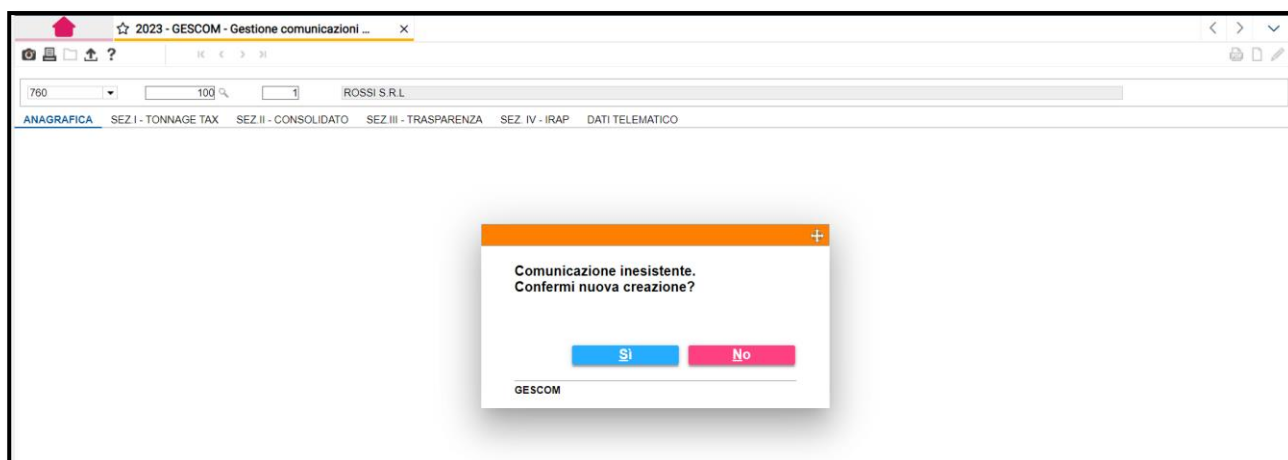 2023 - GESCOM - Gestione comunicazioni ...
?
760 100 1 ROSSI S.R.L
ANAGRAFICA SEZ.I - TONNAGE TAX SEZ.II - CONSOLIDATO SEZ.III - TRASPARENZA SEZ. IV - IRAP DATI TELEMATICO
Comunicazione inesistente.
Confermi nuova creazione?
Sì No
GESCOM